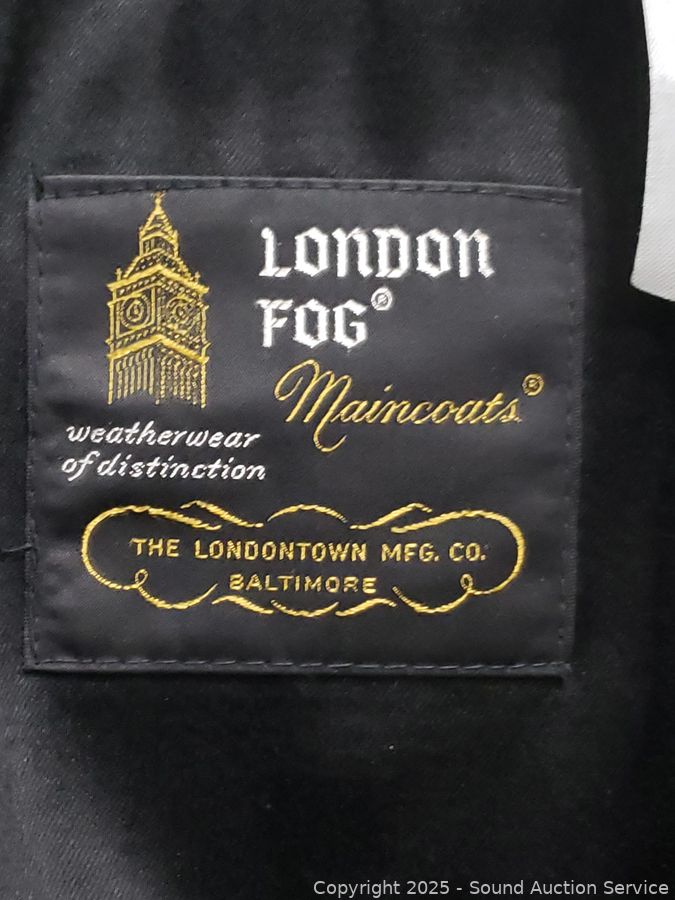 LONDON
FOG®
Maincoats®
weatherwear
of distinction
THE LONDONTOWN MFG. CO.
BALTIMORE
Copyright 2025 - Sound Auction Service